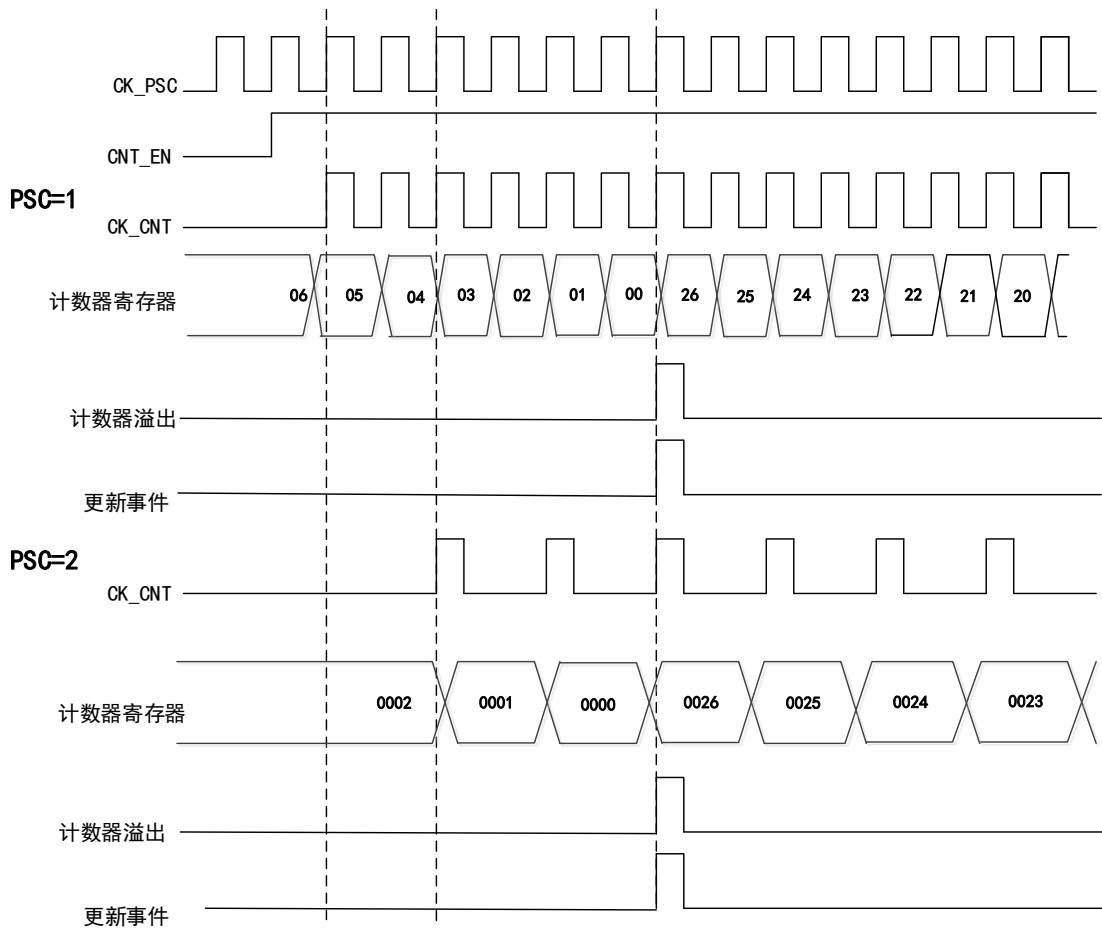 CK_PSC
CNT_EN
PSC=1
CK_CNT
计数器寄存器 06 05 04 03 02 01 00 26 25 24 23 22 21 20
计数器溢出
更新事件
PSC=2
CK_CNT
计数器寄存器 0002 0001 0000 0026 0025 0024 0023
计数器溢出
更新事件